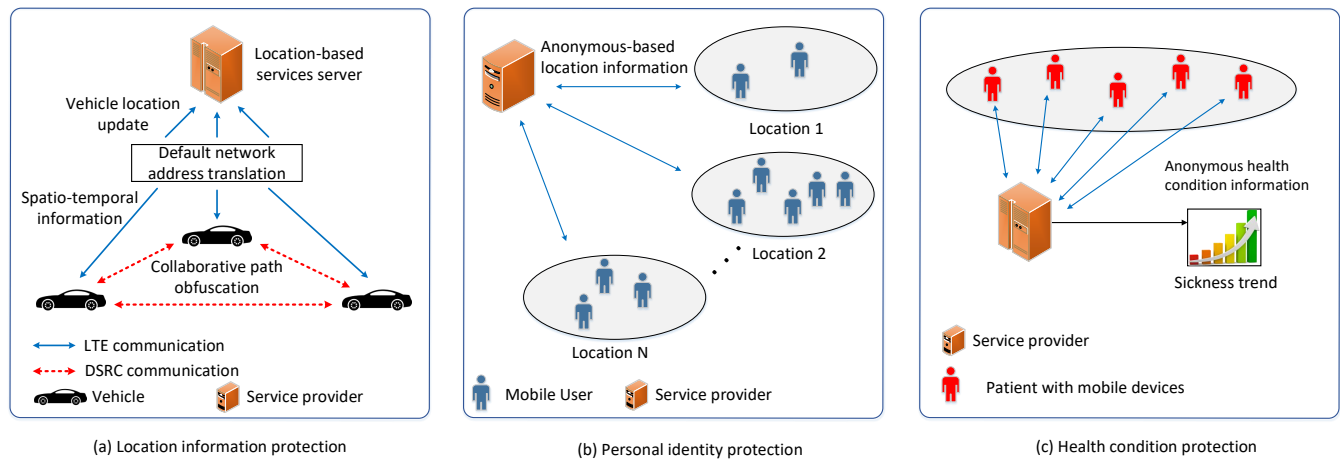 Location-based
services server
Vehicle location
update
Default network
address translation
Spatio-temporal
information
Collaborative path
obfuscation
LTE communication
DSRC communication
Vehicle
Service provider
(a) Location information protection
Anonymous-based
location information
Location 1
Location 2
Location N
Mobile User
Service provider
(b) Personal identity protection
Anonymous health
condition information
Sickness trend
Service provider
Patient with mobile devices
(c) Health condition protection